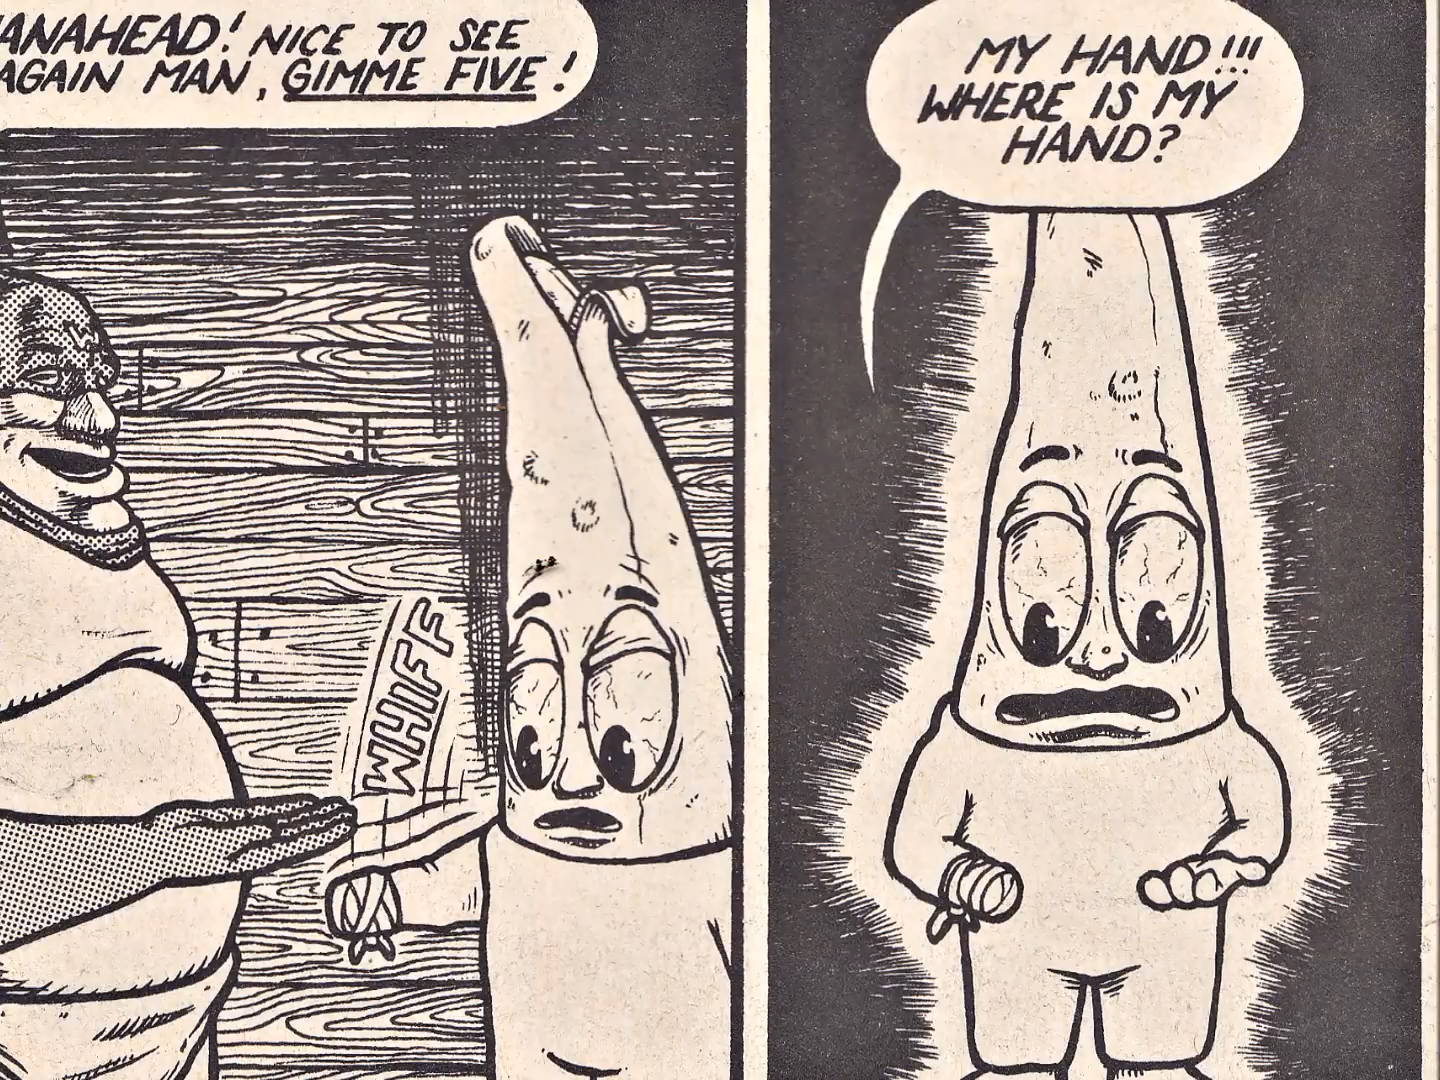 ANAHEAD! NICE TO SEE
AGAIN MAN, GIMME FIVE!
WHIFF
MY HAND!!!
WHERE IS MY
HAND?